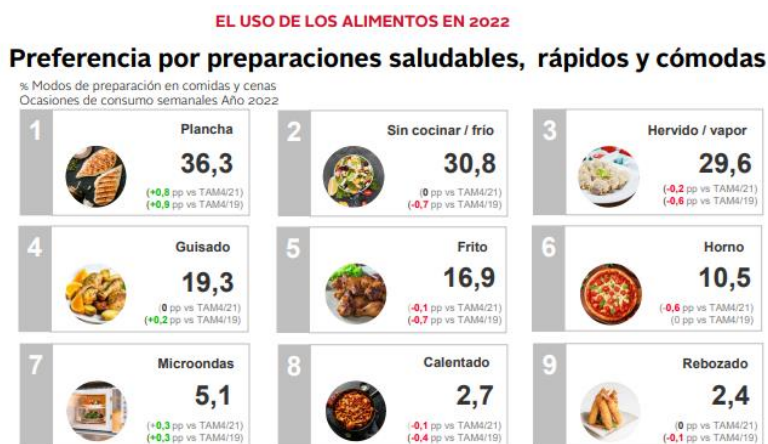 EL USO DE LOS ALIMENTOS EN 2022
Preferencia por preparaciones saludables, rápidos y cómodas
% Modos de preparación en comidas y cenas
Ocasiones de consumo semanales Año 2022
1
Plancha
36,3
(+0,8 pp vs TAM4/21)
(+0,9 pp vs TAM4/19)
2
Sin cocinar / frío
30,8
(0 pp vs TAM4/21)
(-0,7 pp vs TAM4/19)
3
Hervido / vapor
29,6
(-0,2 pp vs TAM4/21)
(-0,6 pp vs TAM4/19)
4
Guisado
19,3
(0 pp vs TAM4/21)
(+0,2 pp vs TAM4/19)
5
Frito
16,9
(-0,1 pp vs TAM4/21)
(-0,7 pp vs TAM4/19)
6
Horno
10,5
(-0,6 pp vs TAM4/21)
(0 pp vs TAM4/19)
7
Microondas
5,1
(+0,3 pp vs TAM4/21)
(+0,3 pp vs TAM4/19)
8
Calentado
2,7
(-0,1 pp vs TAM4/21)
(-0,4 pp vs TAM4/19)
9
Rebozado
2,4
(0 pp vs TAM4/21)
(-0,1 pp vs TAM4/19)